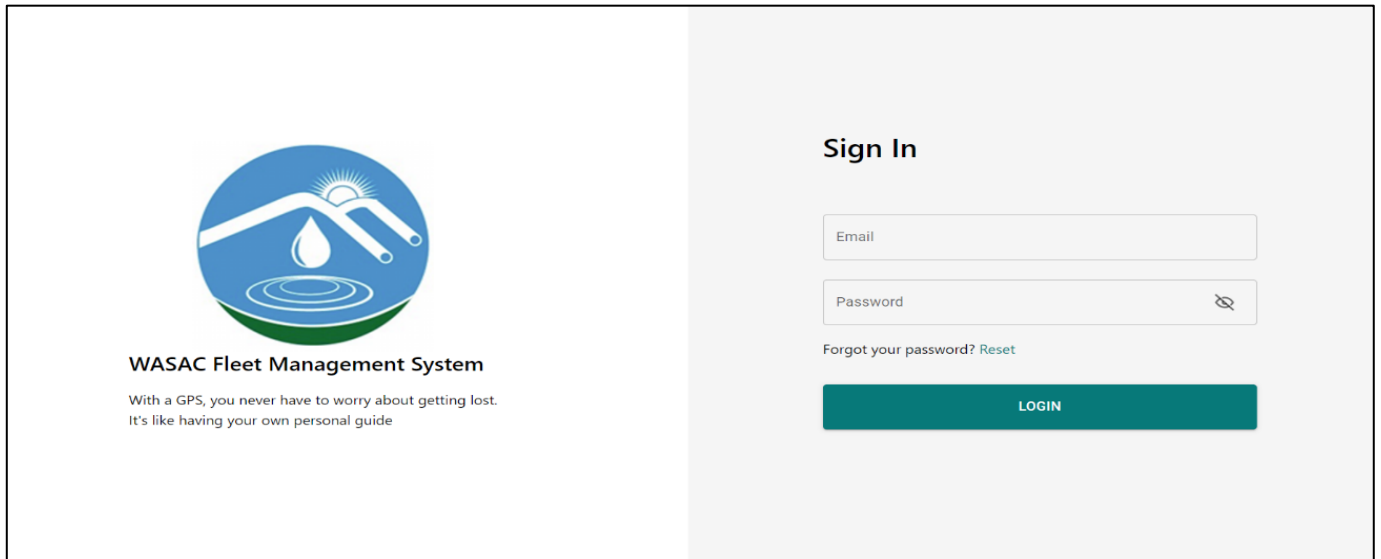 WASAC Fleet Management System
With a GPS, you never have to worry about getting lost.
It's like having your own personal guide
Sign In
Email
Password
Forgot your password? Reset
LOGIN